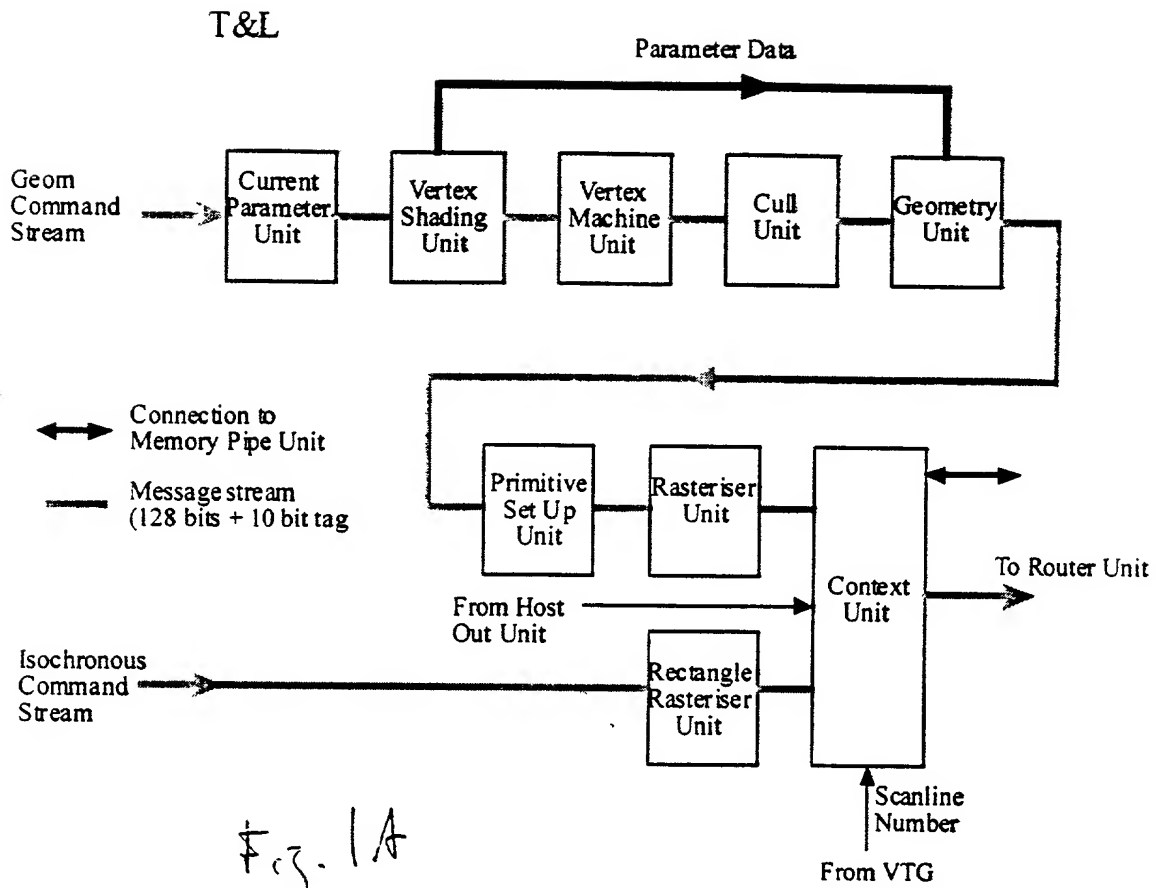 T&L
Parameter Data
Geom
Command
Stream
Current
Parameter
Unit
Vertex
Shading
Unit
Vertex
Machine
Unit
Cull
Unit
Geometry
Unit
Connection to
Memory Pipe Unit
Message stream
(128 bits + 10 bit tag
Primitive
Set Up
Unit
Rasteriser
Unit
Context
Unit
To Router Unit
From Host
Out Unit
Isochronous
Command
Stream
Rectangle
Rasteriser
Unit
Scanline
Number
From VTG
Fig. 1A